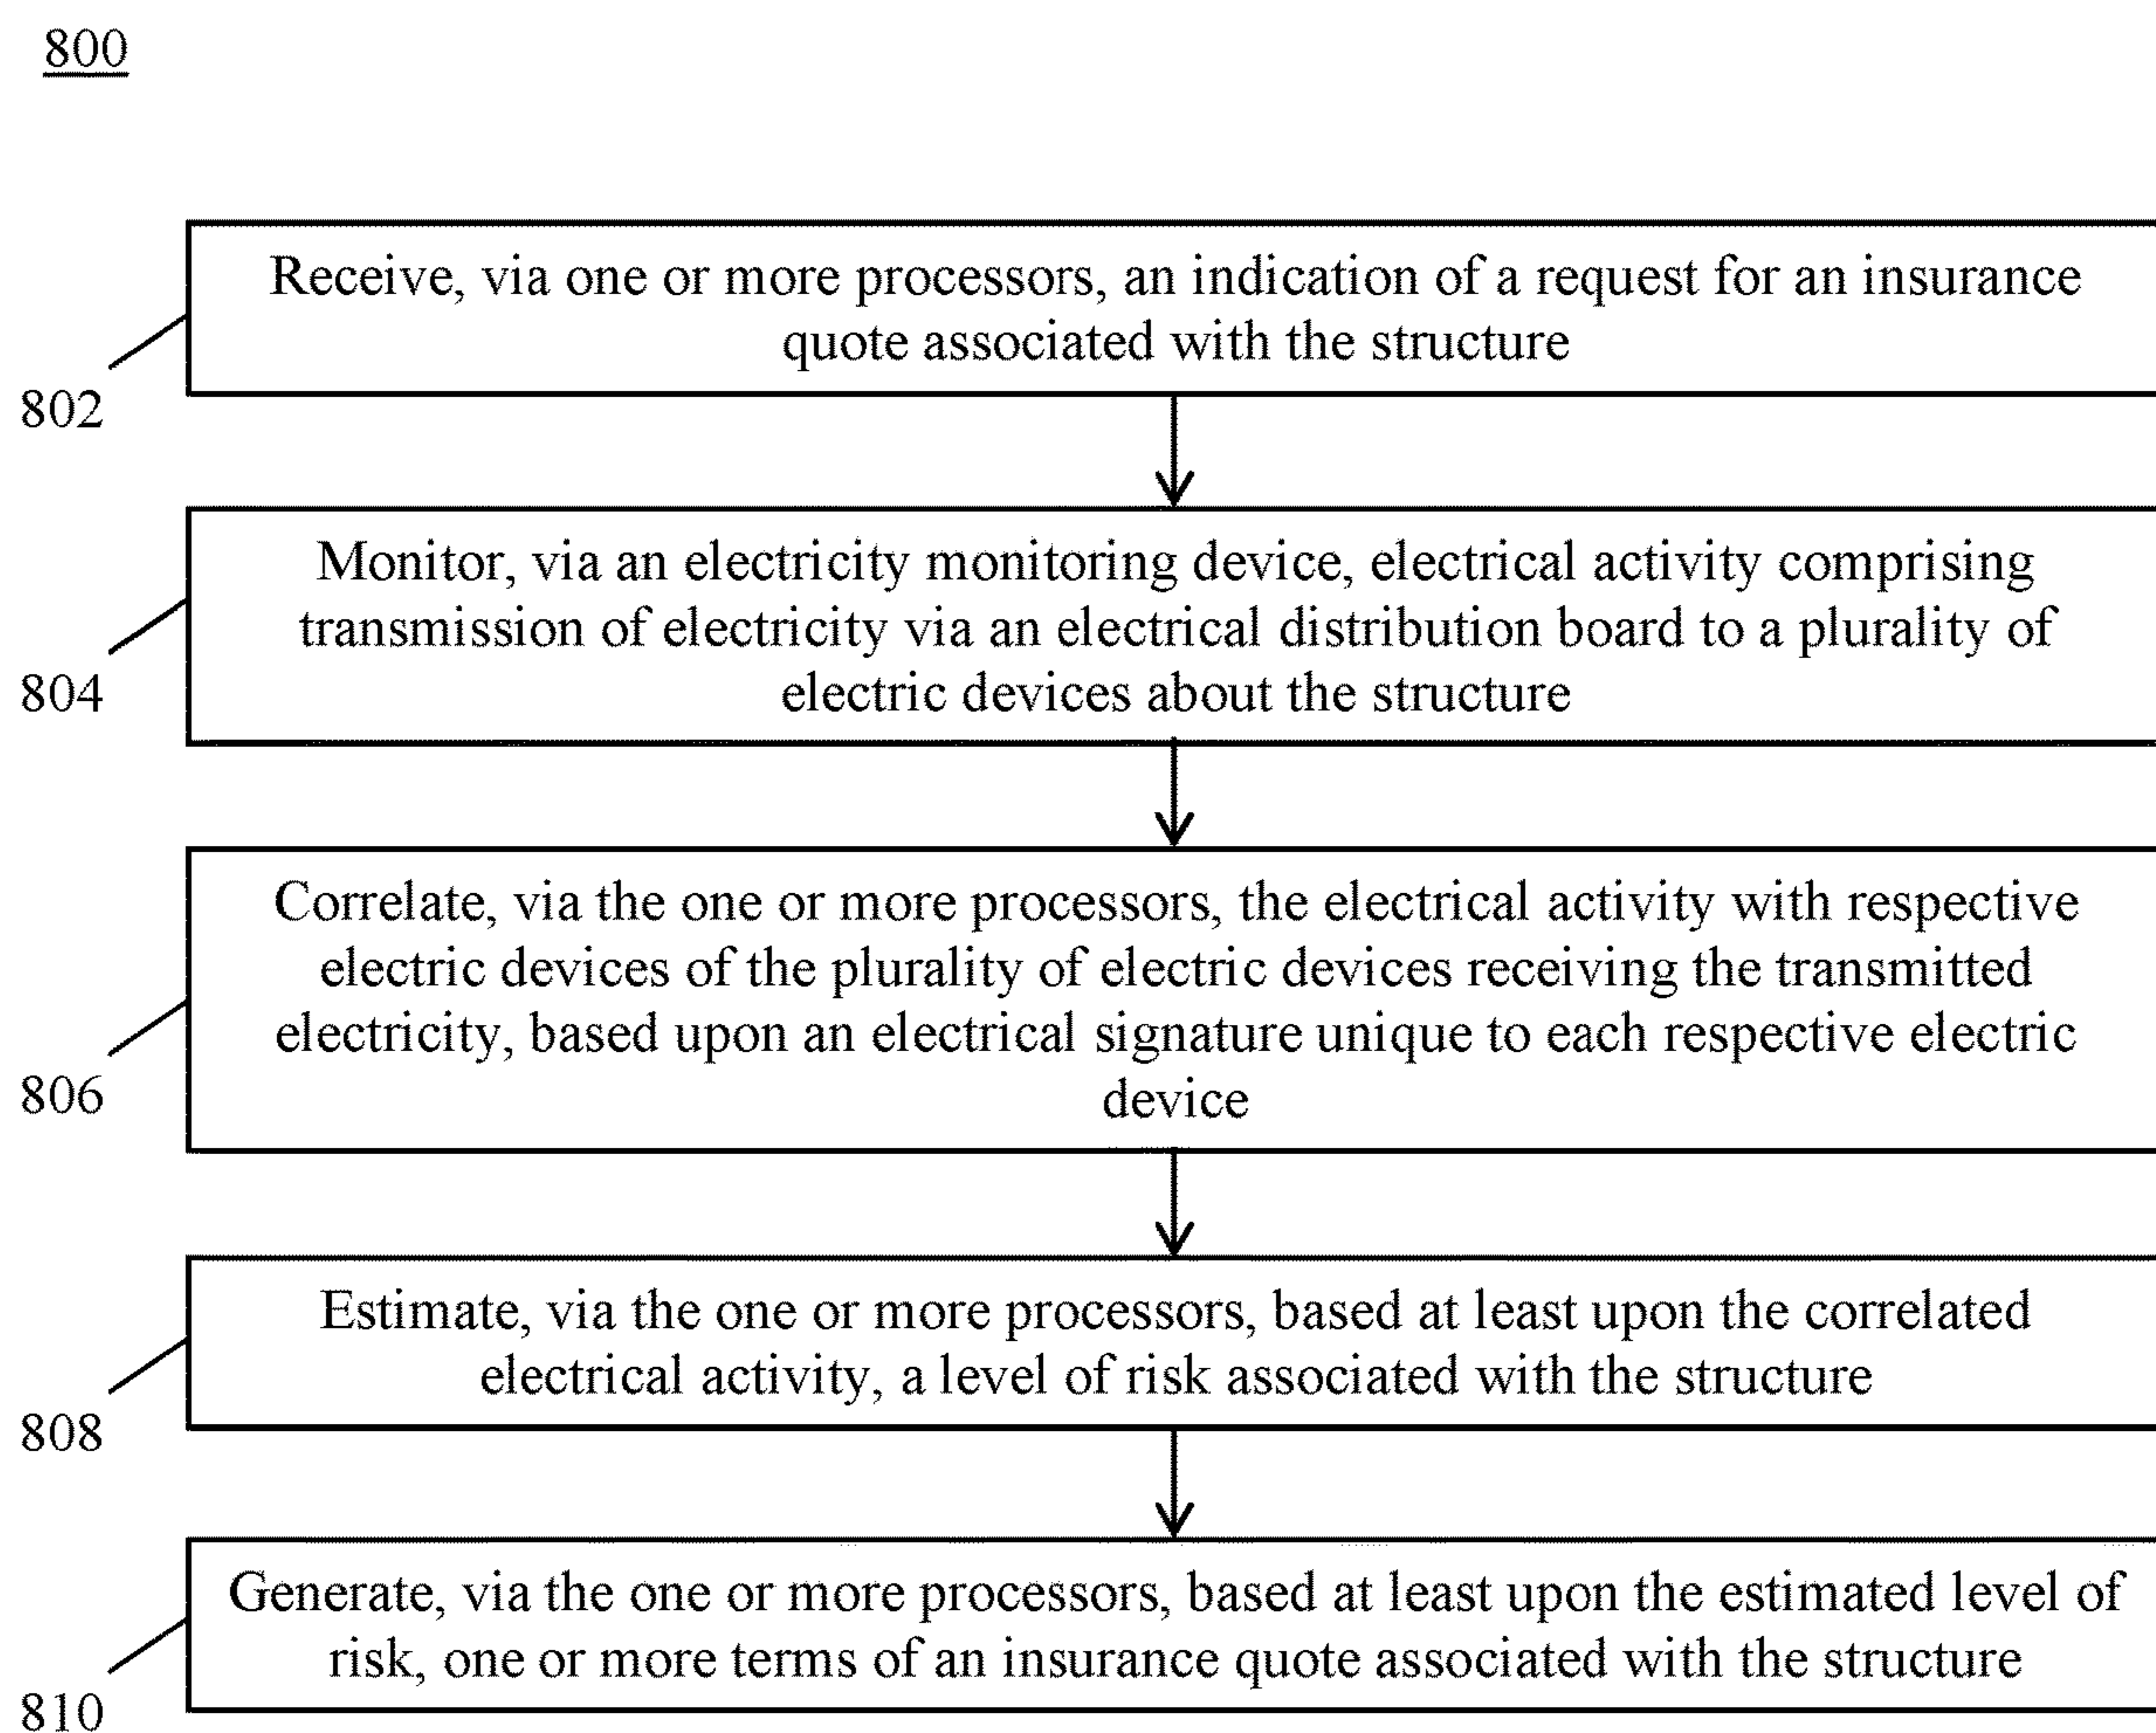 800
Receive, via one or more processors, an indication of a request for an insurance
quote associated with the structure
802
Monitor, via an electricity monitoring device, electrical activity comprising
transmission of electricity via an electrical distribution board to a plurality of
electric devices about the structure
804
Correlate, via the one or more processors, the electrical activity with respective
electric devices of the plurality of electric devices receiving the transmitted
electricity, based upon an electrical signature unique to each respective electric
device
806
Estimate, via the one or more processors, based at least upon the correlated
electrical activity, a level of risk associated with the structure
808
Generate, via the one or more processors, based at least upon the estimated level of
risk, one or more terms of an insurance quote associated with the structure
810